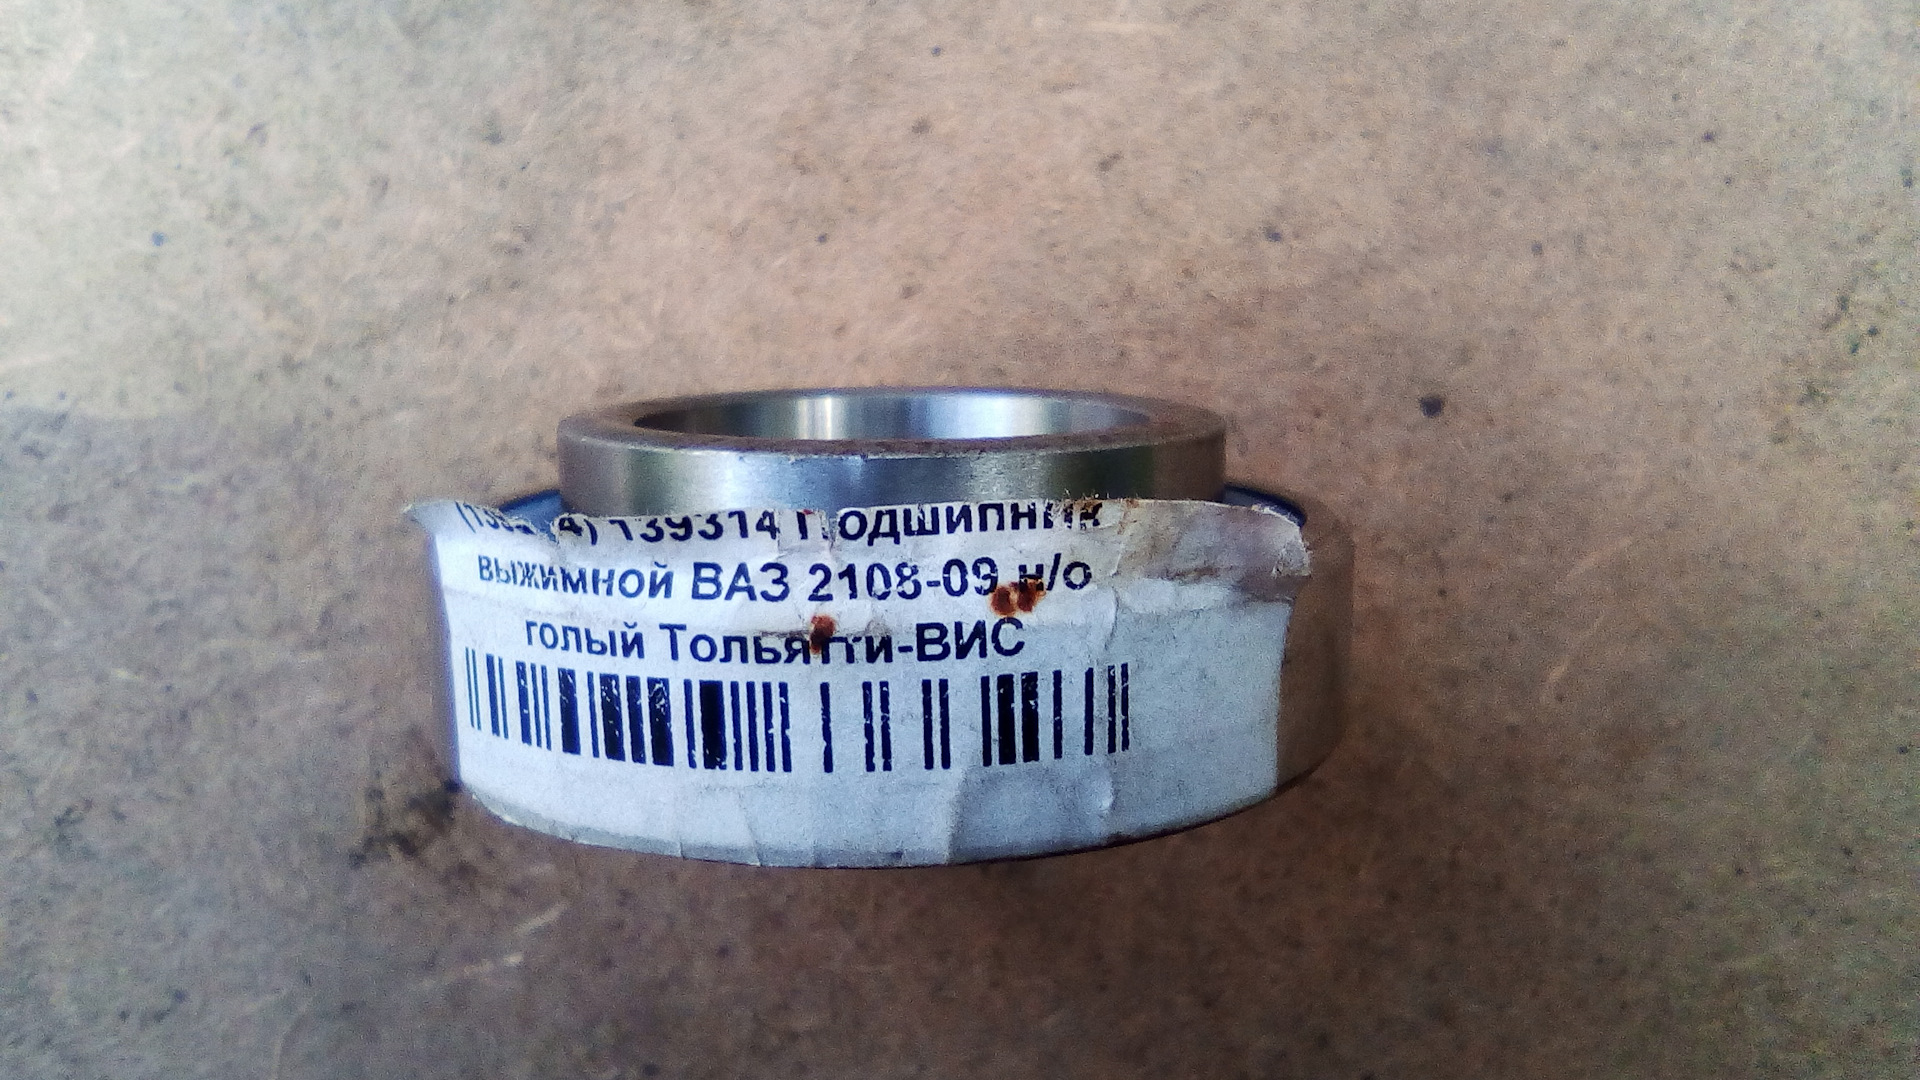 139314 Подшипник
выжимной ВАЗ 2108-09 н/о
голый Тольятти-ВИС